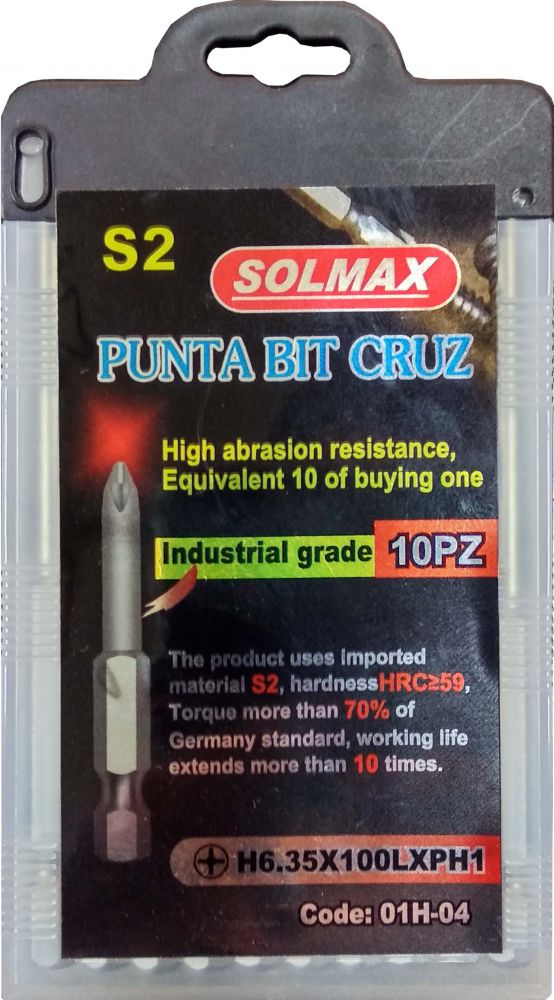 S2
SOLMAX
PUNTA BIT CRUZ
High abrasion resistance,
Equivalent 10 of buying one
Industrial grade 10PZ
The product uses imported
material S2, hardnessHRC≥59,
Torque more than 70% of
Germany standard, working life
extends more than 10 times.
H6.35X100LXPH1
Code: 01H-04